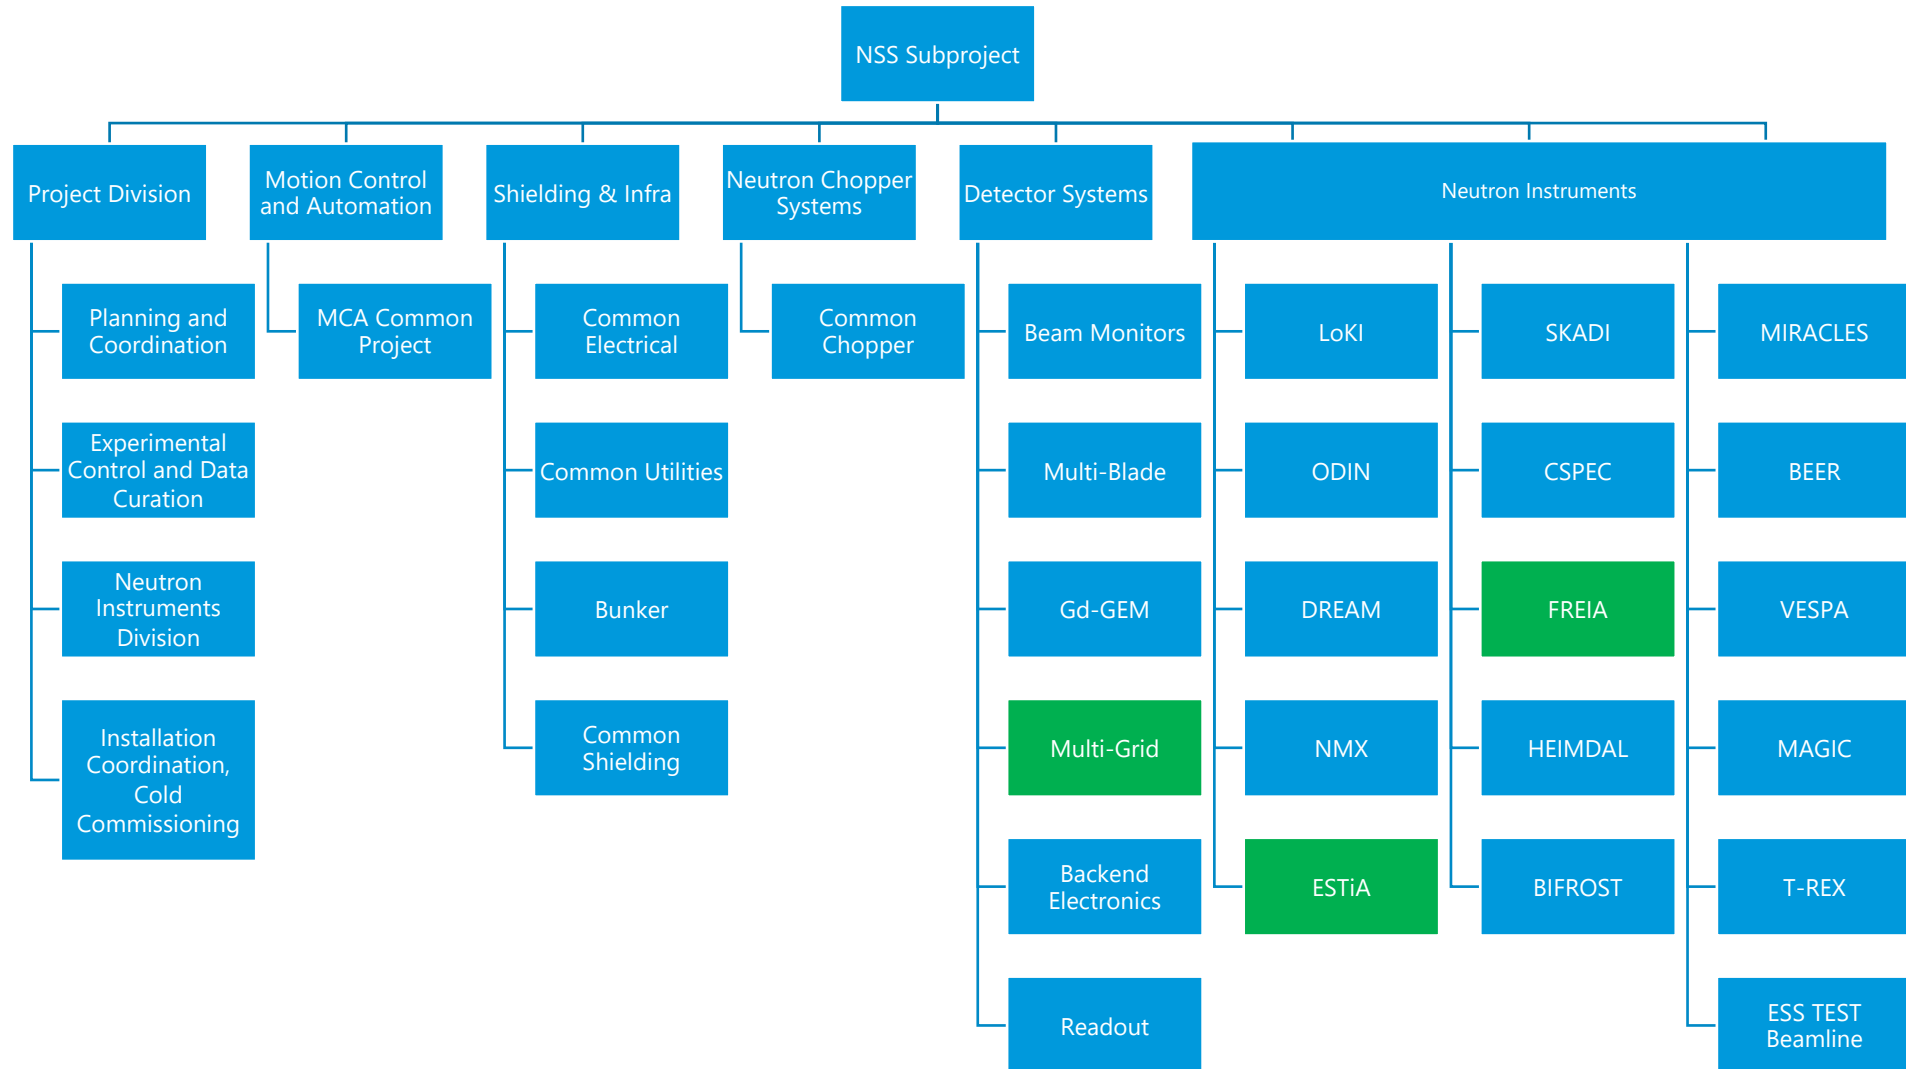 NSS Subproject
Project Division
Motion Control
and Automation
Shielding & Infra
Neutron Chopper
Systems
Detector Systems
Neutron Instruments
Planning and
Coordination
Experimental
Control and Data
Curation
Neutron
Instruments
Division
Installation
Coordination,
Cold
Commissioning
MCA Common
Project
Common
Electrical
Common Utilities
Bunker
Common
Shielding
Common
Chopper
Beam Monitors
Multi-Blade
Gd-GEM
Multi-Grid
Backend
Electronics
Readout
LoKI
ODIN
DREAM
NMX
ESTiA
SKADI
CSPEC
FREIA
HEIMDAL
BIFROST
MIRACLES
BEER
VESPA
MAGIC
T-REX
ESS TEST
Beamline